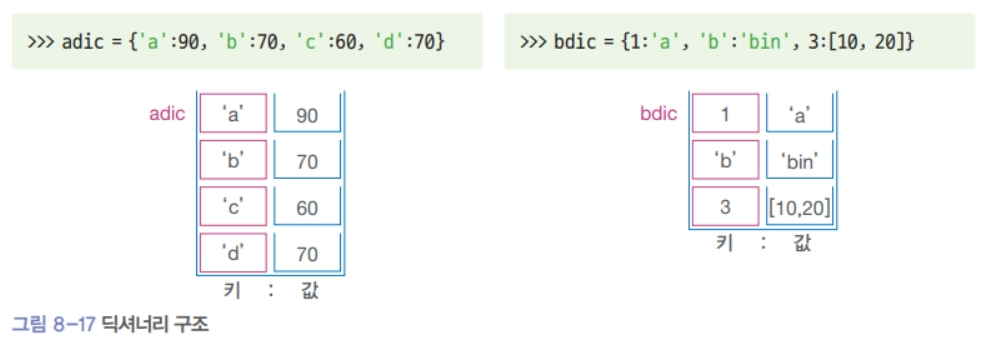 >>> adic = {'a':90, 'b':70, 'c':60, 'd':70}
adic
‘a’ 90
‘b’ 70
‘c’ 60
‘d’ 70
키 : 값
>>> bdic = {1:'a', 'b':'bin', 3:[10, 20]}
bdic
1 ‘a’
‘b’ ‘bin’
3 [10,20]
키 : 값
그림 8-17 딕셔너리 구조